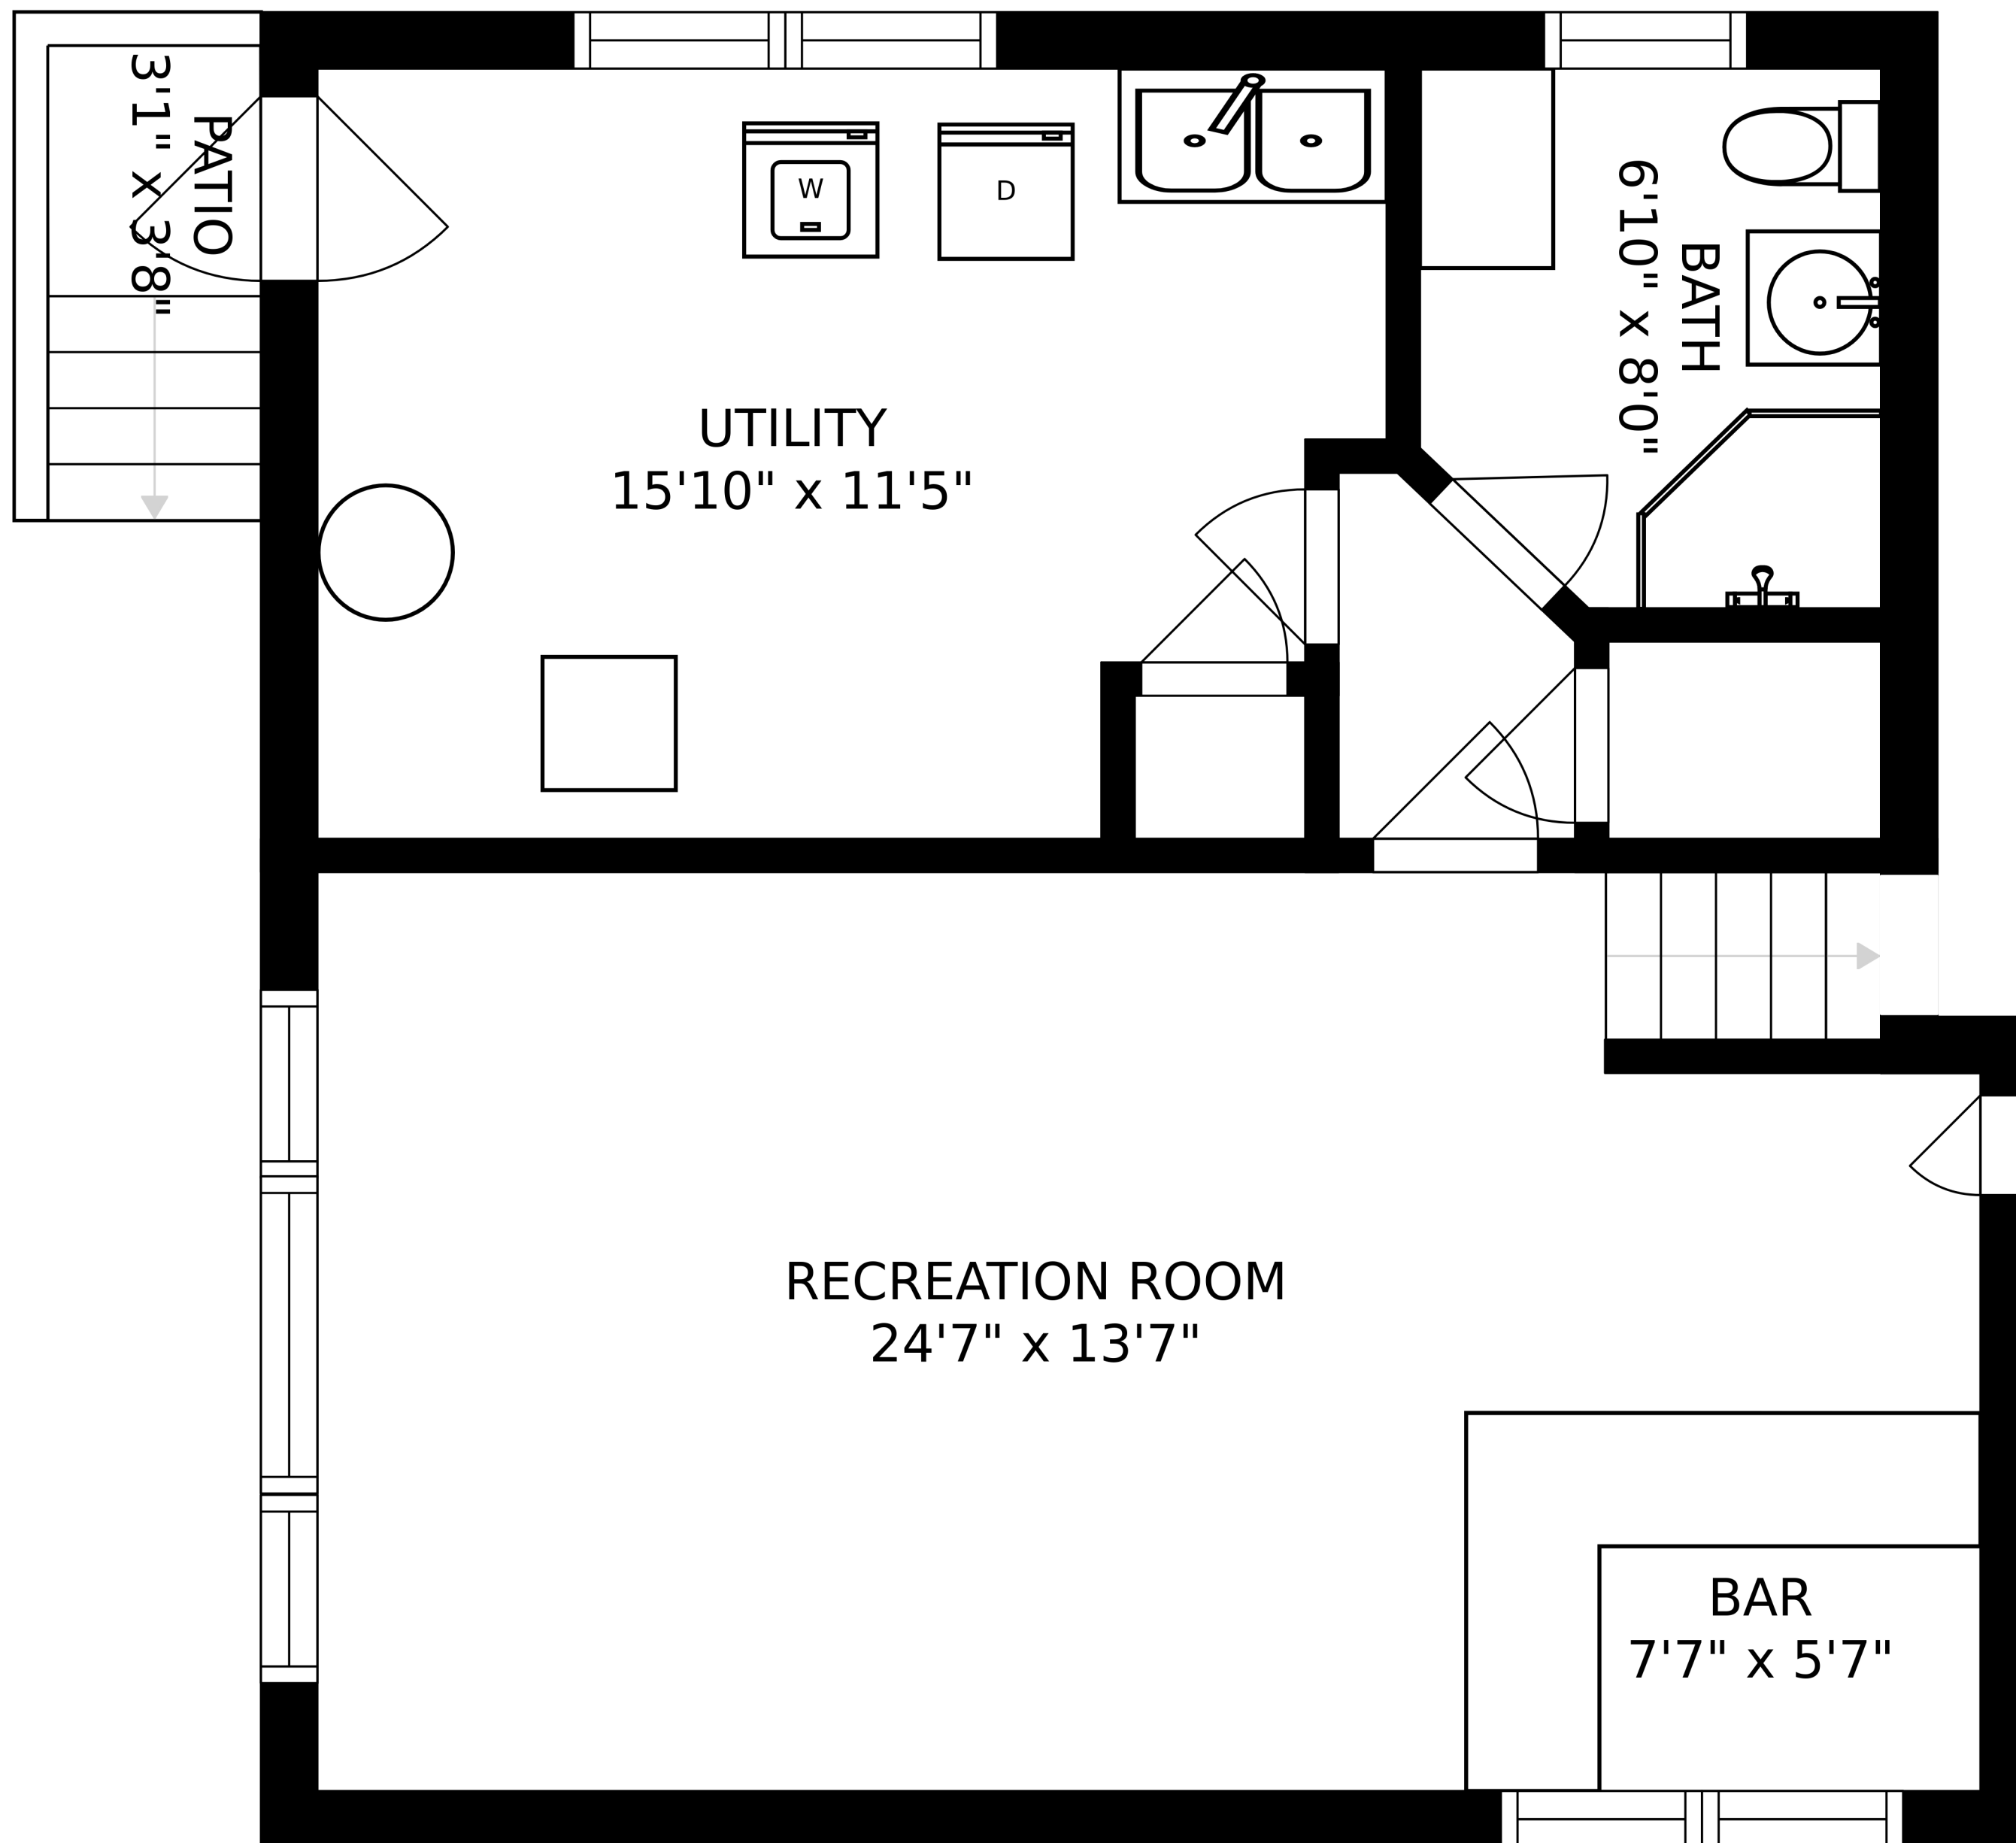 PATIO
3'1" x 3'8"
W
D
BATH
6'10" x 8'0"
UTILITY
15'10" x 11'5"
RECREATION ROOM
24'7" x 13'7"
BAR
7'7" x 5'7"